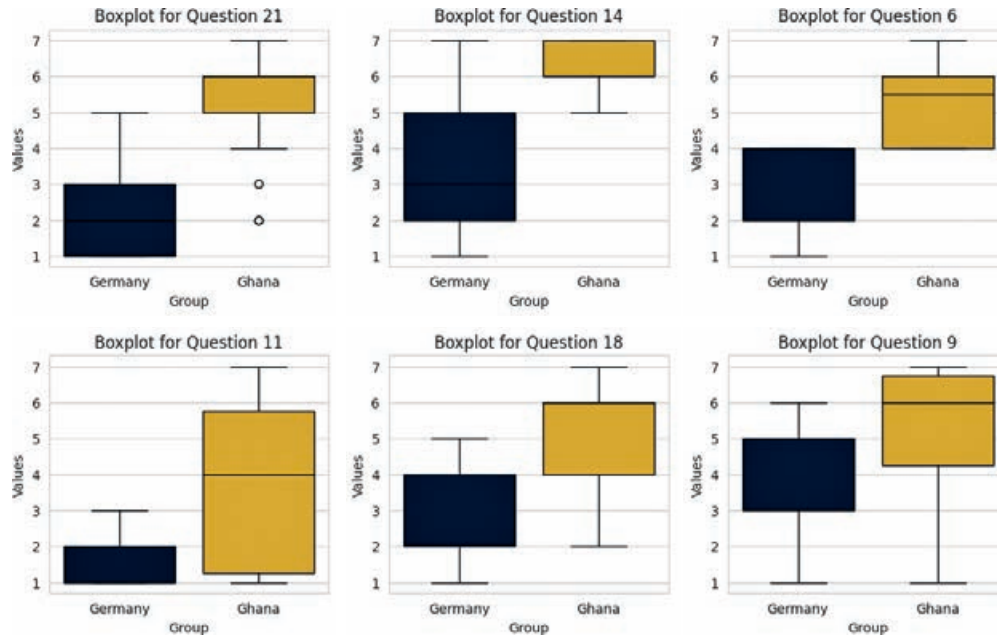 Boxplot for Question 21
Values
7
6
5
4
3
2
1
Germany Ghana
Group
Boxplot for Question 14
Values
7
6
5
4
3
2
1
Germany Ghana
Group
Boxplot for Question 6
Values
7
6
5
4
3
2
1
Germany Ghana
Group
Boxplot for Question 11
Values
7
6
5
4
3
2
1
Germany Ghana
Group
Boxplot for Question 18
Values
7
6
5
4
3
2
1
Germany Ghana
Group
Boxplot for Question 9
Values
7
6
5
4
3
2
1
Germany Ghana
Group